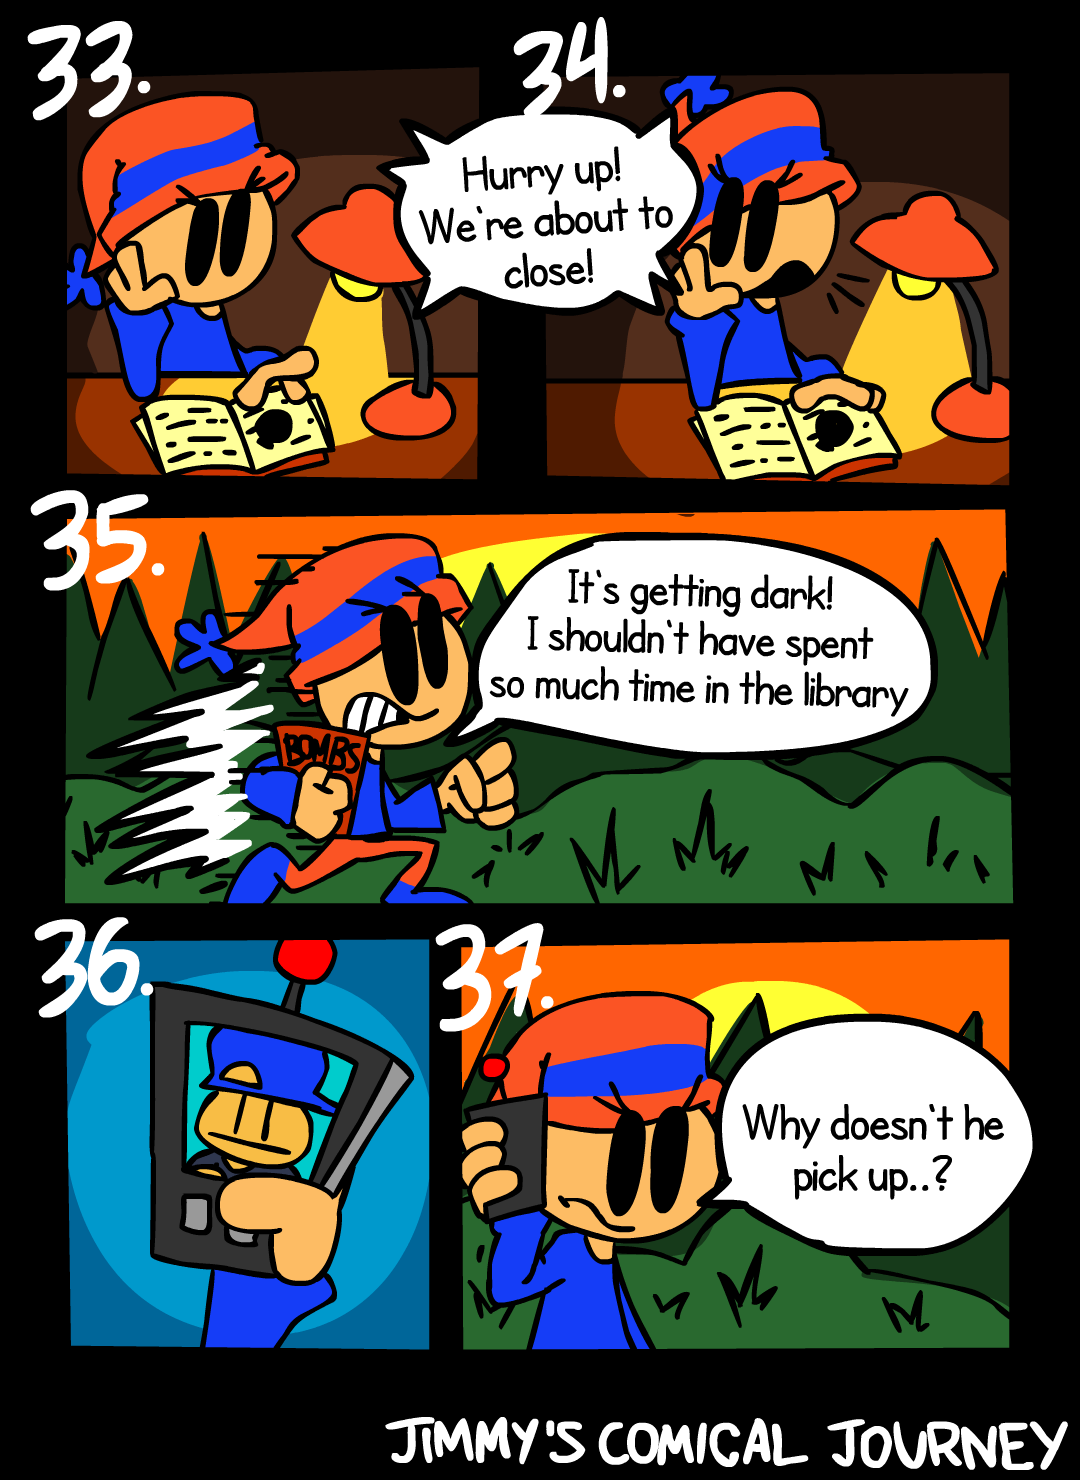 33.
34.
Hurry up!
We're about to
close!
35.
It's getting dark!
I shouldn't have spent
so much time in the library
BOMBS
36.
37.
Why doesn't he
pick up..?
JIMMY'S COMICAL JOURNEY